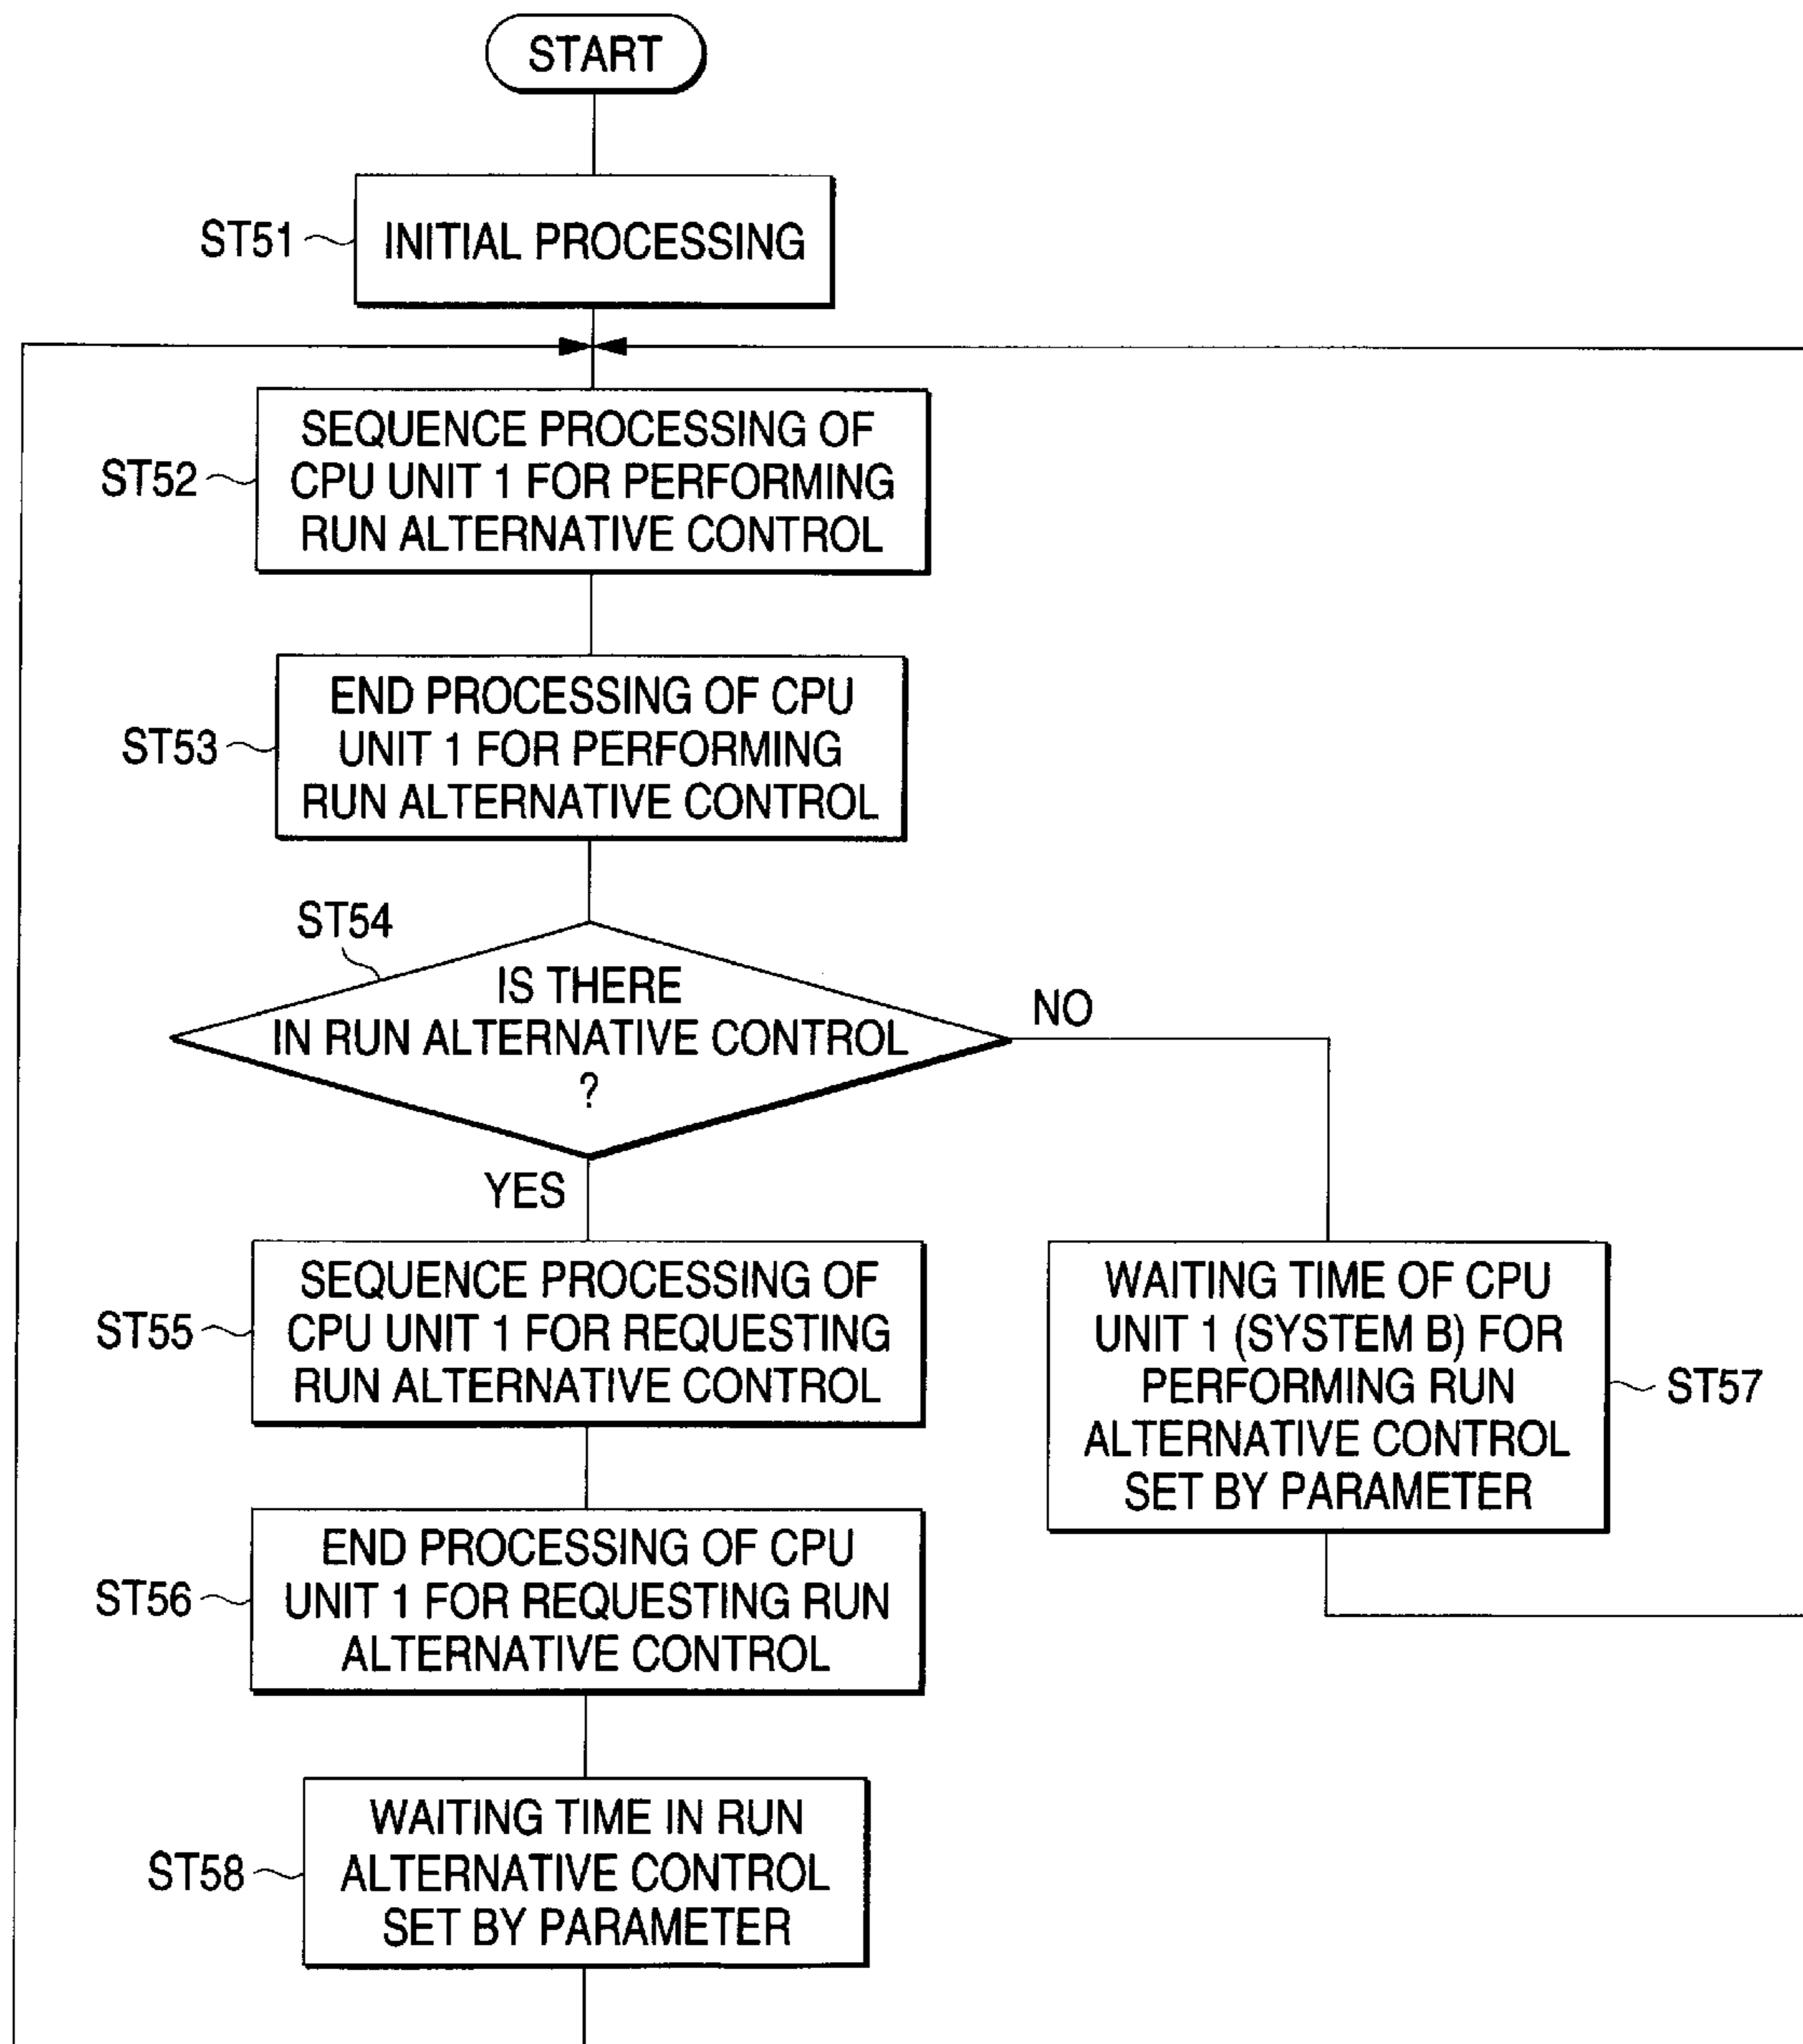 START
ST51
INITIAL PROCESSING
ST52
SEQUENCE PROCESSING OF
CPU UNIT 1 FOR PERFORMING
RUN ALTERNATIVE CONTROL
ST53
END PROCESSING OF CPU
UNIT 1 FOR PERFORMING
RUN ALTERNATIVE CONTROL
ST54
IS THERE
IN RUN ALTERNATIVE CONTROL
?
NO
YES
ST55
SEQUENCE PROCESSING OF
CPU UNIT 1 FOR REQUESTING
RUN ALTERNATIVE CONTROL
WAITING TIME OF CPU
UNIT 1 (SYSTEM B) FOR
PERFORMING RUN
ALTERNATIVE CONTROL
SET BY PARAMETER
ST57
ST56
END PROCESSING OF CPU
UNIT 1 FOR REQUESTING RUN
ALTERNATIVE CONTROL
ST58
WAITING TIME IN RUN
ALTERNATIVE CONTROL
SET BY PARAMETER